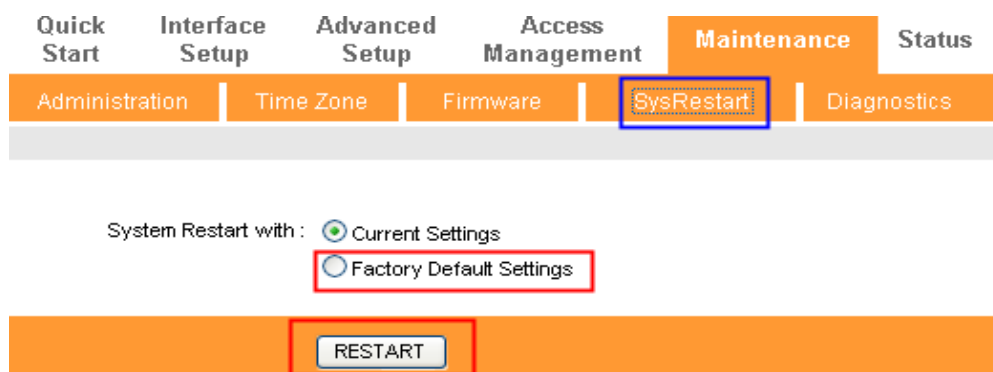 Quick Start Interface Setup Advanced Setup Access Management Maintenance Status
Administration Time Zone Firmware SysRestart Diagnostics
System Restart with : Current Settings
Factory Default Settings
RESTART